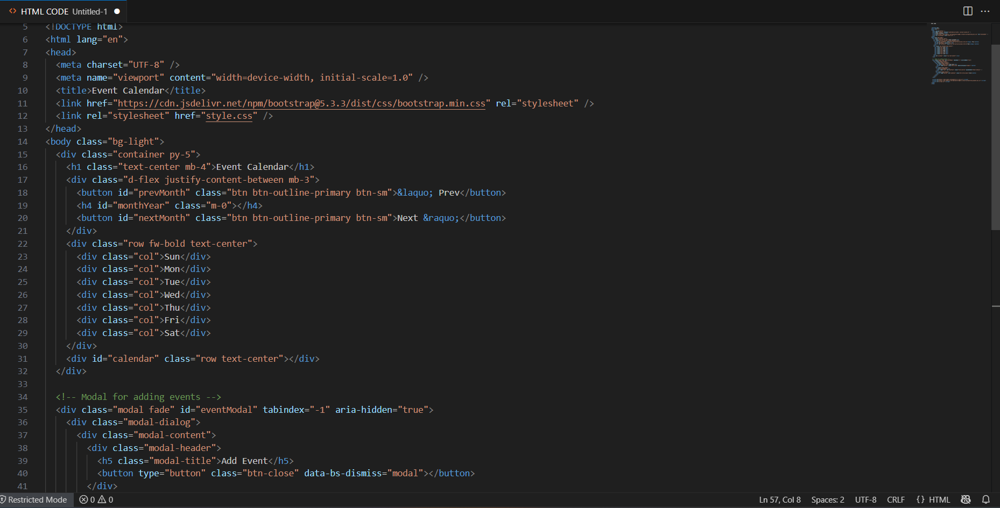 HTML CODE Untitled-1
5 <!DOCTYPE html>
6 <html lang="en">
7 <head>
8 <meta charset="UTF-8" />
9 <meta name="viewport" content="width=device-width, initial-scale=1.0" />
10 <title>Event Calendar</title>
11 <link href="https://cdn.jsdelivr.net/npm/bootstrap@5.3.3/dist/css/bootstrap.min.css" rel="stylesheet" />
12 <link rel="stylesheet" href="style.css" />
13 </head>
14 <body class="bg-light">
15 <div class="container py-5">
16 <h1 class="text-center mb-4">Event Calendar</h1>
17 <div class="d-flex justify-content-between mb-3">
18 <button id="prevMonth" class="btn btn-outline-primary btn-sm">&laquo; Prev</button>
19 <h4 id="monthYear" class="m-0"></h4>
20 <button id="nextMonth" class="btn btn-outline-primary btn-sm">Next &raquo;</button>
21 </div>
22 <div class="row fw-bold text-center">
23 <div class="col">Sun</div>
24 <div class="col">Mon</div>
25 <div class="col">Tue</div>
26 <div class="col">Wed</div>
27 <div class="col">Thu</div>
28 <div class="col">Fri</div>
29 <div class="col">Sat</div>
30 </div>
31 <div id="calendar" class="row text-center"></div>
32 </div>
33
34 <!-- Modal for adding events -->
35 <div class="modal fade" id="eventModal" tabindex="-1" aria-hidden="true">
36 <div class="modal-dialog">
37 <div class="modal-content">
38 <div class="modal-header">
39 <h5 class="modal-title">Add Event</h5>
40 <button type="button" class="btn-close" data-bs-dismiss="modal"></button>
41 </div>
Restricted Mode 0 0 Ln 57, Col 8 Spaces: 2 UTF-8 CRLF {} HTML